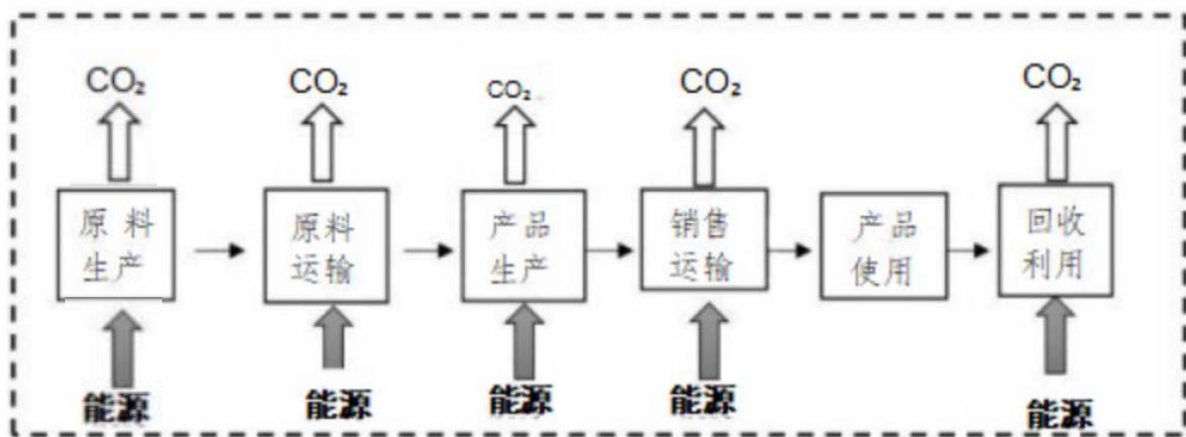 CO₂ CO₂ CO₂ CO₂ CO₂
原料 原料 产品 销售 产品 回收
生产 运输 生产 运输 使用 利用
能源 能源 能源 能源 能源